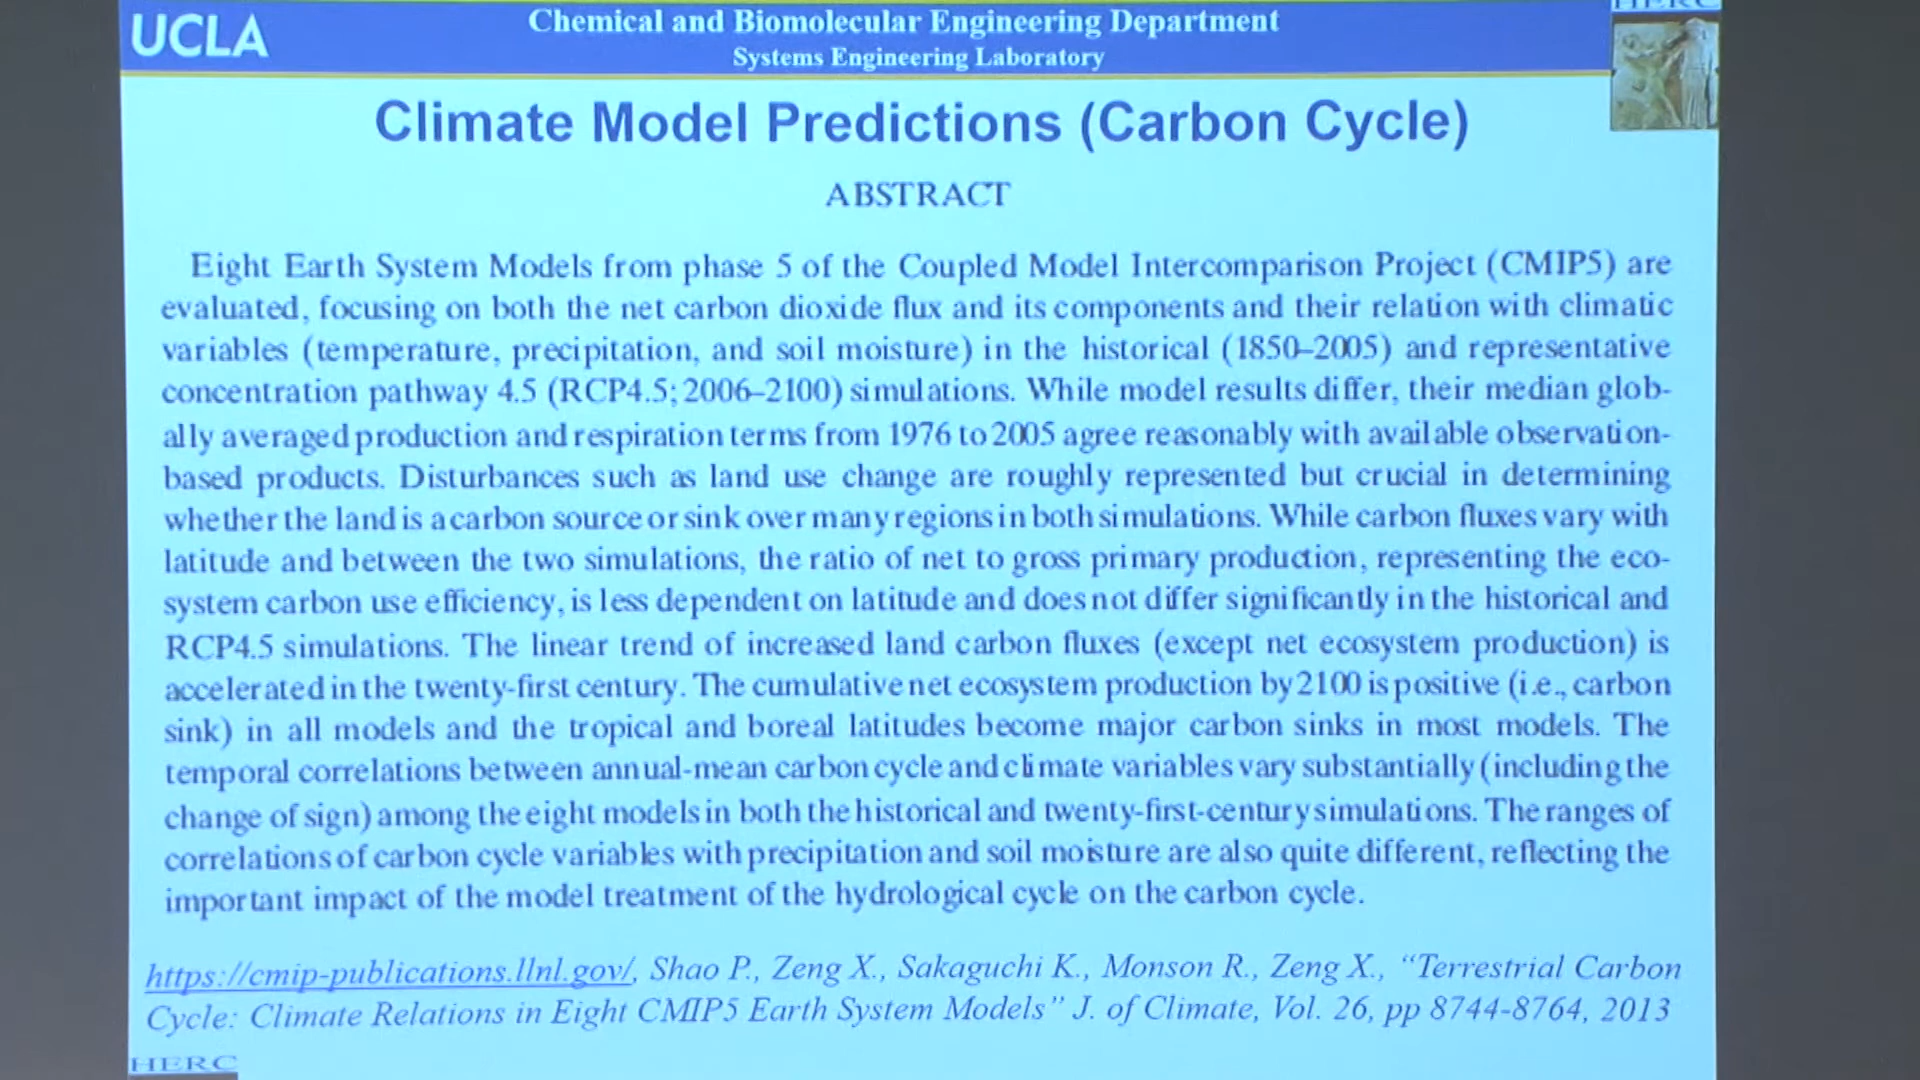 UCLA
Chemical and Biomolecular Engineering Department
Systems Engineering Laboratory
HERC
Climate Model Predictions (Carbon Cycle)
ABSTRACT
Eight Earth System Models from phase 5 of the Coupled Model Intercomparison Project (CMIP5) are
evaluated, focusing on both the net carbon dioxide flux and its components and their relation with climatic
variables (temperature, precipitation, and soil moisture) in the historical (1850–2005) and representative
concentration pathway 4.5 (RCP4.5; 2006–2100) simulations. While model results differ, their median glob-
ally averaged production and respiration terms from 1976 to 2005 agree reasonably with available observation-
based products. Disturbances such as land use change are roughly represented but crucial in determining
whether the land is a carbon source or sink over many regions in both simulations. While carbon fluxes vary with
latitude and between the two simulations, the ratio of net to gross primary production, representing the eco-
system carbon use efficiency, is less dependent on latitude and does not differ significantly in the historical and
RCP4.5 simulations. The linear trend of increased land carbon fluxes (except net ecosystem production) is
accelerated in the twenty-first century. The cumulative net ecosystem production by 2100 is positive (i.e., carbon
sink) in all models and the tropical and boreal latitudes become major carbon sinks in most models. The
temporal correlations between annual-mean carbon cycle and climate variables vary substantially (including the
change of sign) among the eight models in both the historical and twenty-first-century simulations. The ranges of
correlations of carbon cycle variables with precipitation and soil moisture are also quite different, reflecting the
important impact of the model treatment of the hydrological cycle on the carbon cycle.
https://cmip-publications.llnl.gov/, Shao P., Zeng X., Sakaguchi K., Monson R., Zeng X., “Terrestrial Carbon
Cycle: Climate Relations in Eight CMIP5 Earth System Models” J. of Climate, Vol. 26, pp 8744-8764, 2013
HERC